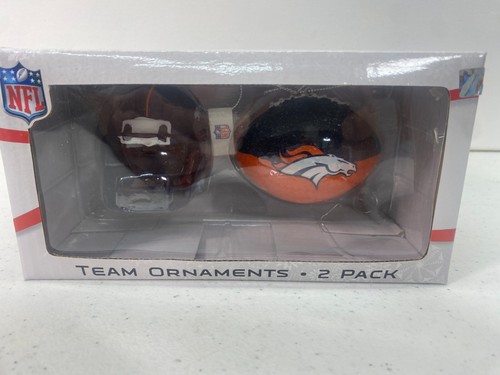 NFL
TEAM ORNAMENTS • 2 PACK